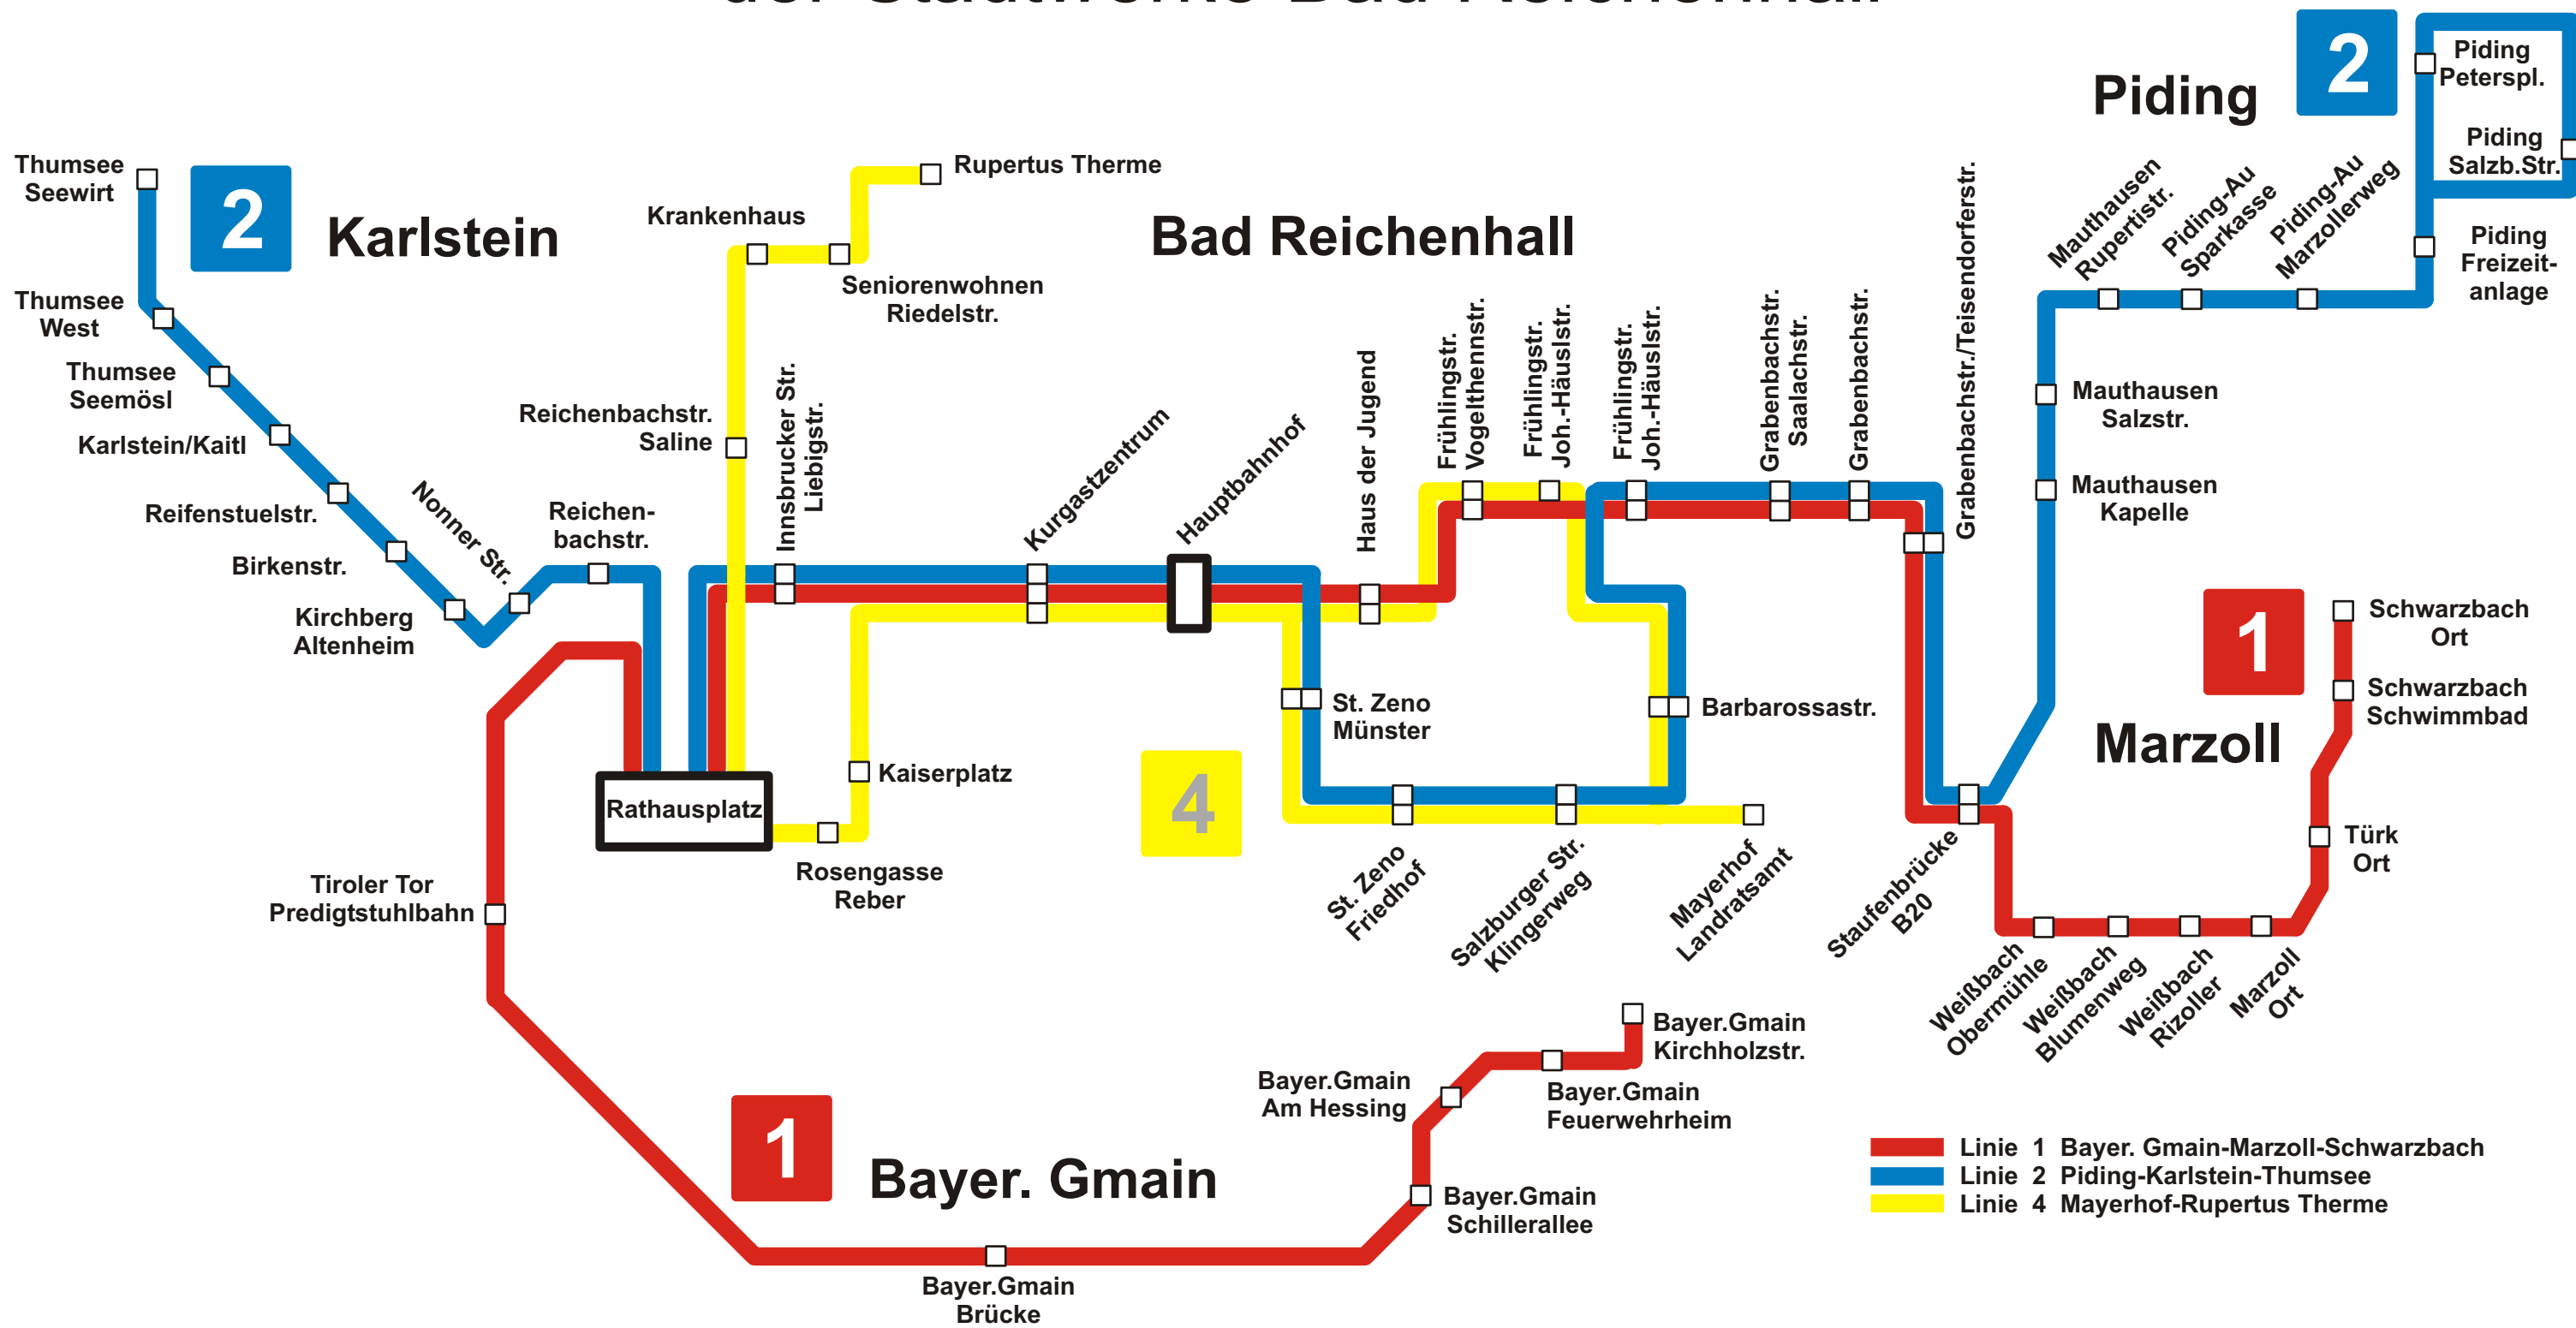 der Stadtwerke Bad Reichenhall
2
Piding
Peterspl.
Piding
Piding
Salzb.Str.
Piding
Freizeit-
anlage
Mauthausen
Rupertistr.
Piding-Au
Sparkasse
Piding-Au
Marzollerweg
Thumsee
Seewirt
2
Karlstein
Rupertus Therme
Krankenhaus
Bad Reichenhall
Seniorenwohnen
Riedelstr.
Thumsee
West
Thumsee
Seemösl
Karlstein/Kaitl
Reifenstuelstr.
Birkenstr.
Kirchberg
Altenheim
Nonner Str.
Reichen-
bachstr.
Reichenbachstr.
Saline
Innsbrucker Str.
Liebigstr.
Kurgastzentrum
Hauptbahnhof
Haus der Jugend
Frühlingstr.
Vogelthennstr.
Frühlingstr.
Joh.-Häuslstr.
Frühlingstr.
Joh.-Häuslstr.
Grabenbachstr.
Saalachstr.
Grabenbachstr.
Grabenbachstr./Teisendorferstr.
Mauthausen
Salzstr.
Mauthausen
Kapelle
1
Schwarzbach
Ort
Schwarzbach
Schwimmbad
Marzoll
Türk
Ort
St. Zeno
Münster
Barbarossastr.
Kaiserplatz
4
Rathausplatz
Rosengasse
Reber
St. Zeno
Friedhof
Salzburger Str.
Klingerweg
Mayerhof
Landratsamt
Staufenbrücke
B20
Weißbach
Obermühle
Weißbach
Blumenweg
Weißbach
Rizoller
Marzoll
Ort
Tiroler Tor
Predigtstuhlbahn
Bayer.Gmain
Kirchholzstr.
Bayer.Gmain
Am Hessing
Bayer.Gmain
Feuerwehrheim
1
Bayer. Gmain
Bayer.Gmain
Schillerallee
Bayer.Gmain
Brücke
Linie 1 Bayer. Gmain-Marzoll-Schwarzbach
Linie 2 Piding-Karlstein-Thumsee
Linie 4 Mayerhof-Rupertus Therme